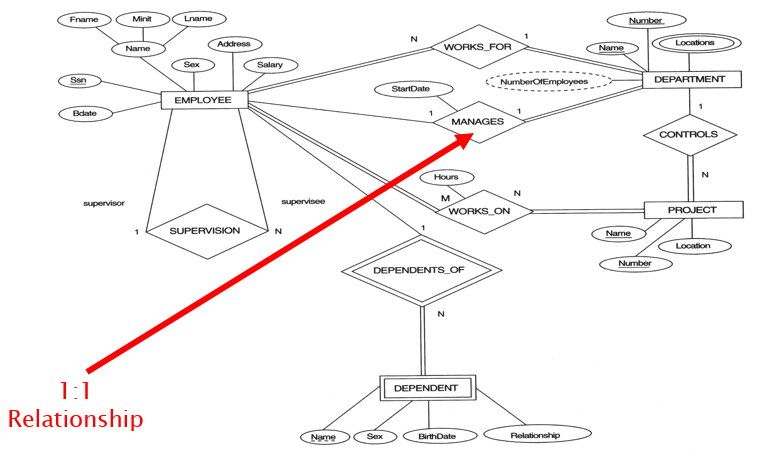 Fname
Minit
Lname
Name
Address
Sex
Salary
Ssn
Bdate
EMPLOYEE
N
WORKS_FOR
1
Number
Name
Locations
NumberOfEmployees
DEPARTMENT
StartDate
1
MANAGES
1
1
CONTROLS
N
supervisor
supervisee
1
SUPERVISION
N
Hours
M
WORKS_ON
N
PROJECT
Name
Number
Location
1
DEPENDENTS_OF
N
DEPENDENT
Name
Sex
BirthDate
Relationship
1:1
Relationship